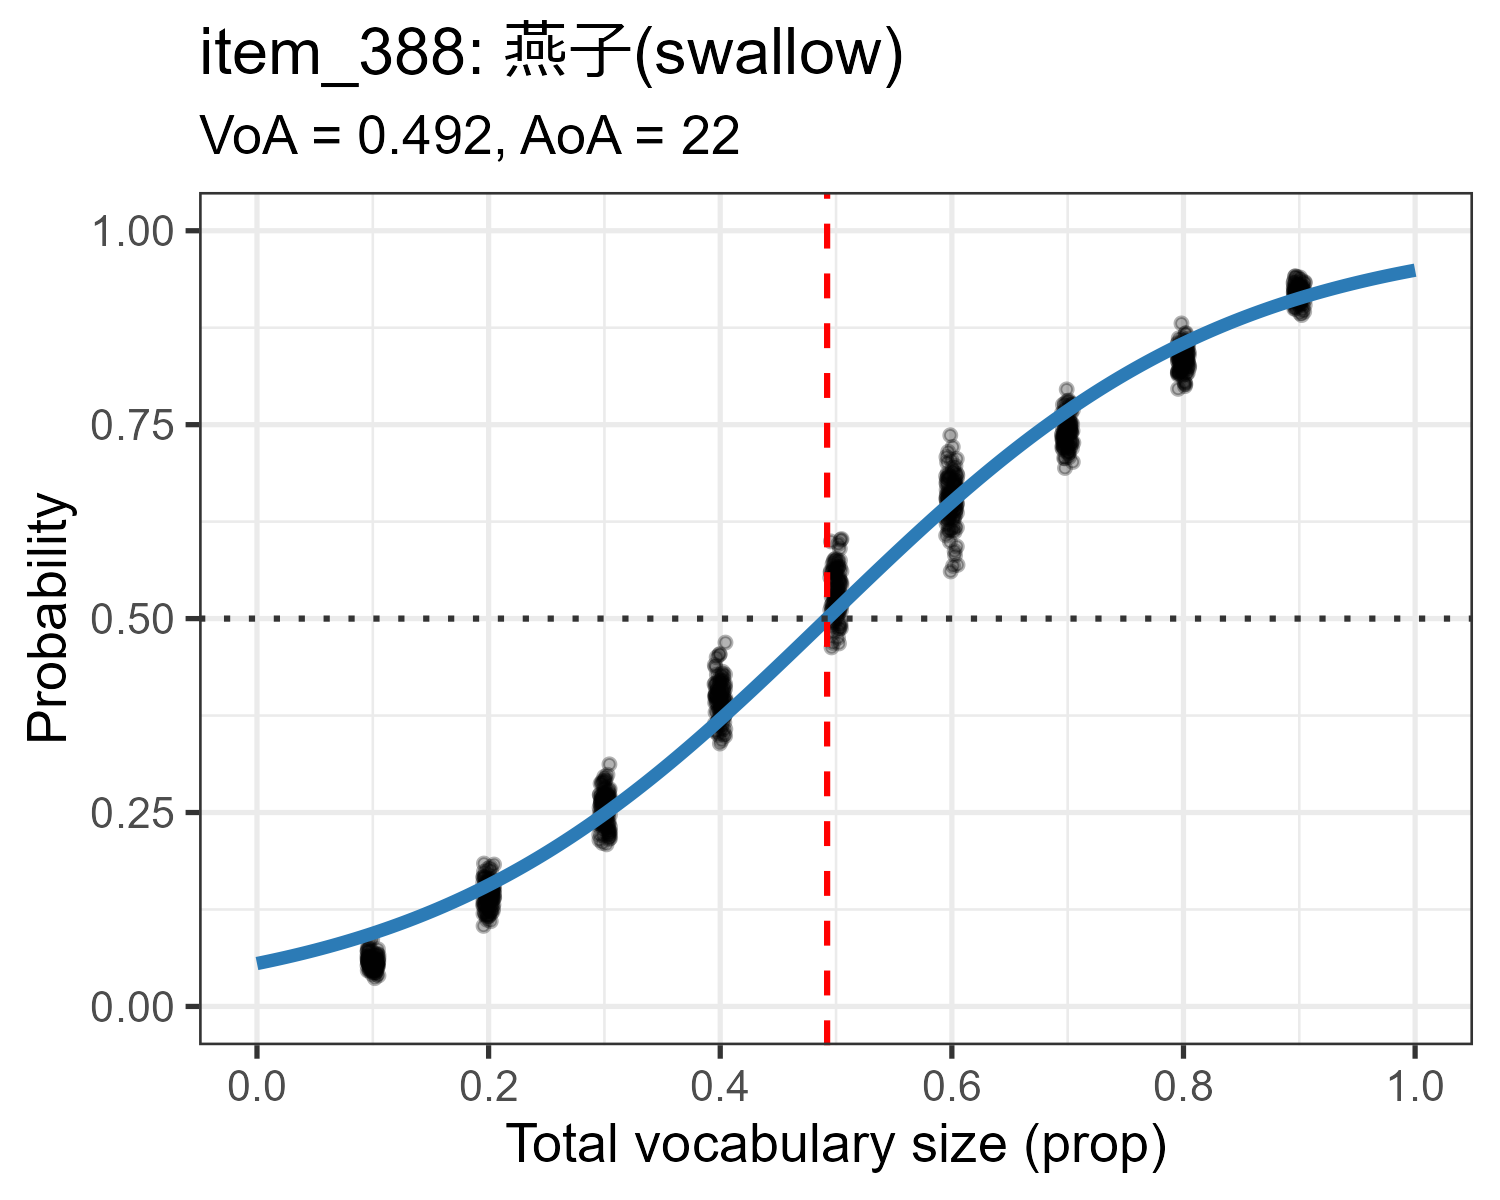 item_388: 燕子(swallow)
VoA = 0.492, AoA = 22
Probability
1.00
0.75
0.50
0.25
0.00
0.0 0.2 0.4 0.6 0.8 1.0
Total vocabulary size (prop)